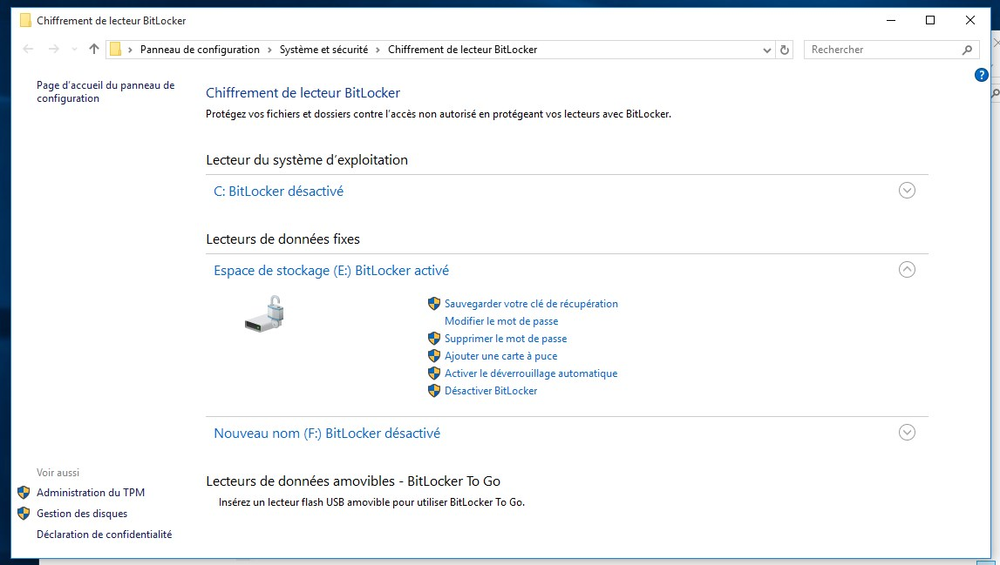 Chiffrement de lecteur BitLocker
Panneau de configuration › Système et sécurité › Chiffrement de lecteur BitLocker
Rechercher
?
Page d'accueil du panneau de
configuration
Chiffrement de lecteur BitLocker
Protégez vos fichiers et dossiers contre l'accès non autorisé en protégeant vos lecteurs avec BitLocker.
Lecteur du système d'exploitation
C: BitLocker désactivé
Lecteurs de données fixes
Espace de stockage (E:) BitLocker activé
Sauvegarder votre clé de récupération
Modifier le mot de passe
Supprimer le mot de passe
Ajouter une carte à puce
Activer le déverrouillage automatique
Désactiver BitLocker
Nouveau nom (F:) BitLocker désactivé
Lecteurs de données amovibles - BitLocker To Go
Insérez un lecteur flash USB amovible pour utiliser BitLocker To Go.
Voir aussi
Administration du TPM
Gestion des disques
Déclaration de confidentialité